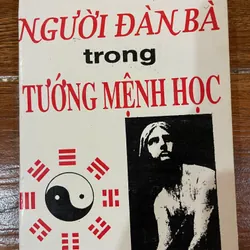 NGƯỜI ĐÀN BÀ
trong
TƯỚNG MỆNH HỌC